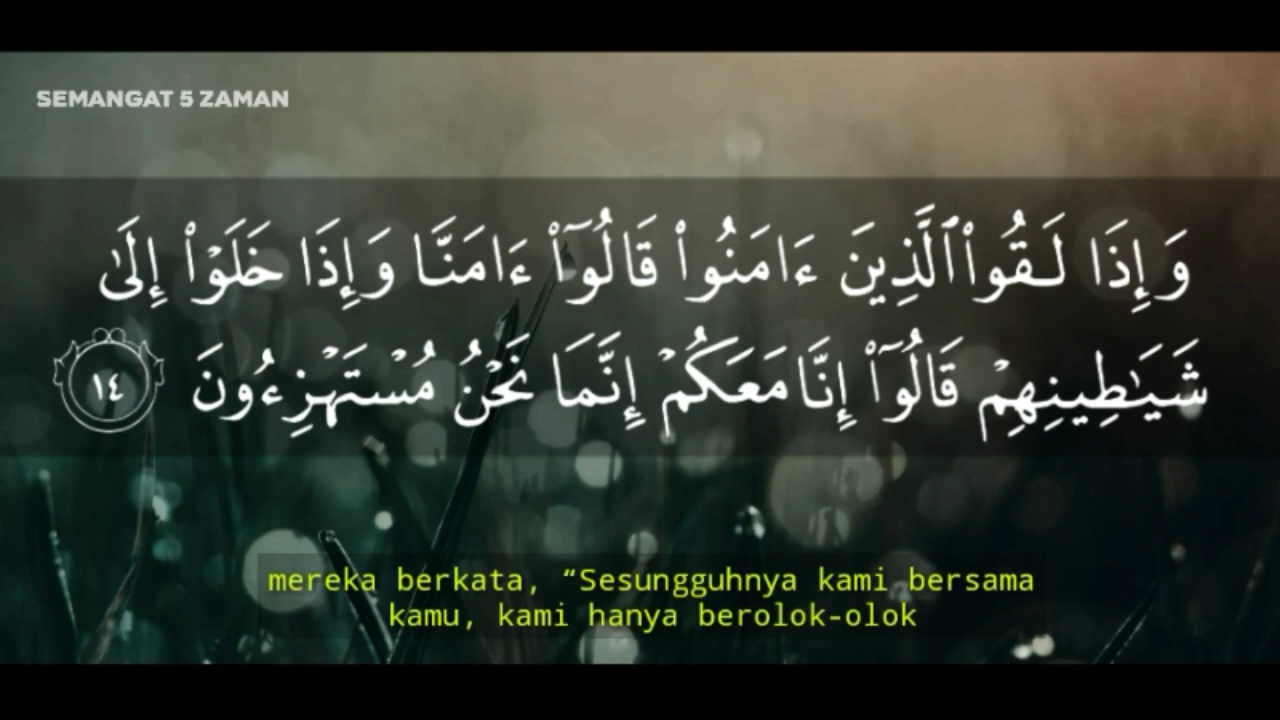 SEMANGAT 5 ZAMAN
وَإِذَا لَقُوا۟ ٱلَّذِينَ ءَامَنُوا۟ قَالُوٓا۟ ءَامَنَّا وَإِذَا خَلَوْا۟ إِلَىٰ
شَيَـٰطِينِهِمْ قَالُوٓا۟ إِنَّا مَعَكُمْ إِنَّمَا نَحْنُ مُسْتَهْزِءُونَ ١٤
mereka berkata, “Sesungguhnya kami bersama
kamu, kami hanya berolok-olok